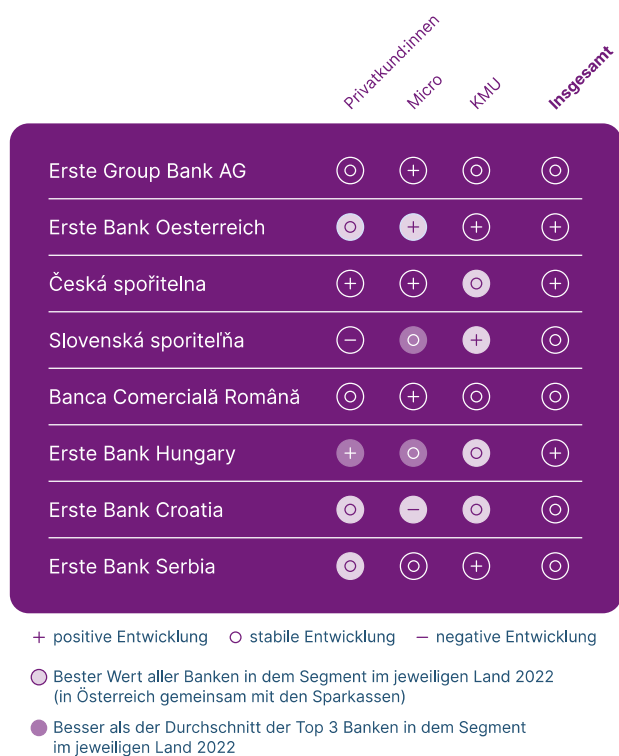 Privatkund:innen Micro KMU Insgesamt
Erste Group Bank AG ○ + ○ ○
Erste Bank Oesterreich ○ + + +
Česká spořitelna + + ○ +
Slovenská sporiteľňa − ○ + ○
Banca Comercială Română ○ + ○ ○
Erste Bank Hungary + ○ ○ +
Erste Bank Croatia ○ − ○ ○
Erste Bank Serbia ○ ○ + ○
+ positive Entwicklung ○ stabile Entwicklung − negative Entwicklung
Bester Wert aller Banken in dem Segment im jeweiligen Land 2022
(in Österreich gemeinsam mit den Sparkassen)
Besser als der Durchschnitt der Top 3 Banken in dem Segment
im jeweiligen Land 2022